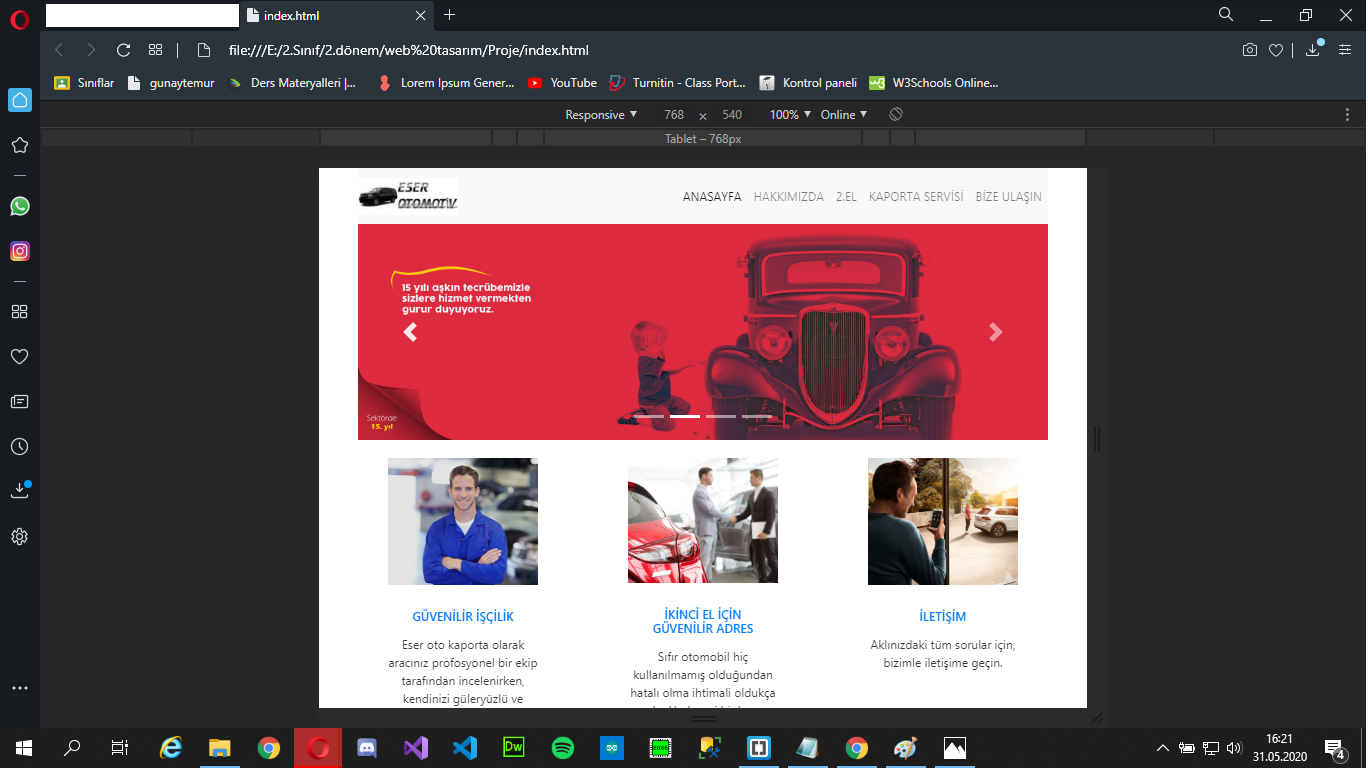 index.html
file:///E:/2.Sınıf/2.dönem/web%20tasarım/Proje/index.html
Sınıflar
gunaytemur
Ders Materyalleri |...
Lorem Ipsum Gener...
YouTube
Turnitin - Class Port...
Kontrol paneli
W3Schools Online...
Responsive ▼
768 × 540
100% ▼
Online ▼
Tablet – 768px
ESER
OTOMOTİV
ANASAYFA
HAKKIMIZDA
2.EL
KAPORTA SERVİSİ
BİZE ULAŞIN
15 yılı aşkın tecrübemizle
sizlere hizmet vermekten
gurur duyuyoruz.
Sektörde
15. yıl
GÜVENİLİR İŞÇİLİK
Eser oto kaporta olarak
aracınız profosyonel bir ekip
tarafından incelenirken,
kendinizi güleryüzlü ve
İKİNCİ EL İÇİN
GÜVENİLİR ADRES
Sıfır otomobil hiç
kullanılmamış olduğundan
hatalı olma ihtimali oldukça
İLETİŞİM
Aklınızdaki tüm sorular için,
bizimle iletişime geçin.
Dw
16:21
31.05.2020
4